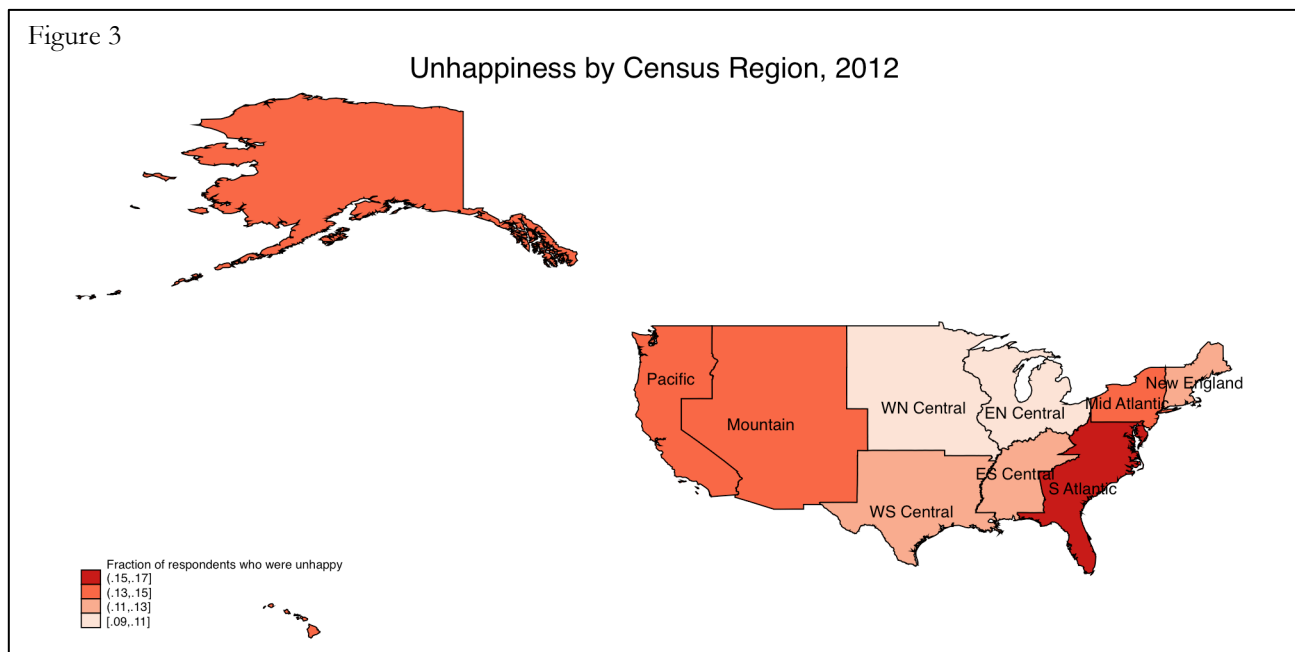 Figure 3
Unhappiness by Census Region, 2012
Pacific
Mountain
WN Central
EN Central
New England
Mid Atlantic
ES Central
S Atlantic
WS Central
Fraction of respondents who were unhappy
(.15,.17]
(.13,.15]
(.11,.13]
[.09,.11]